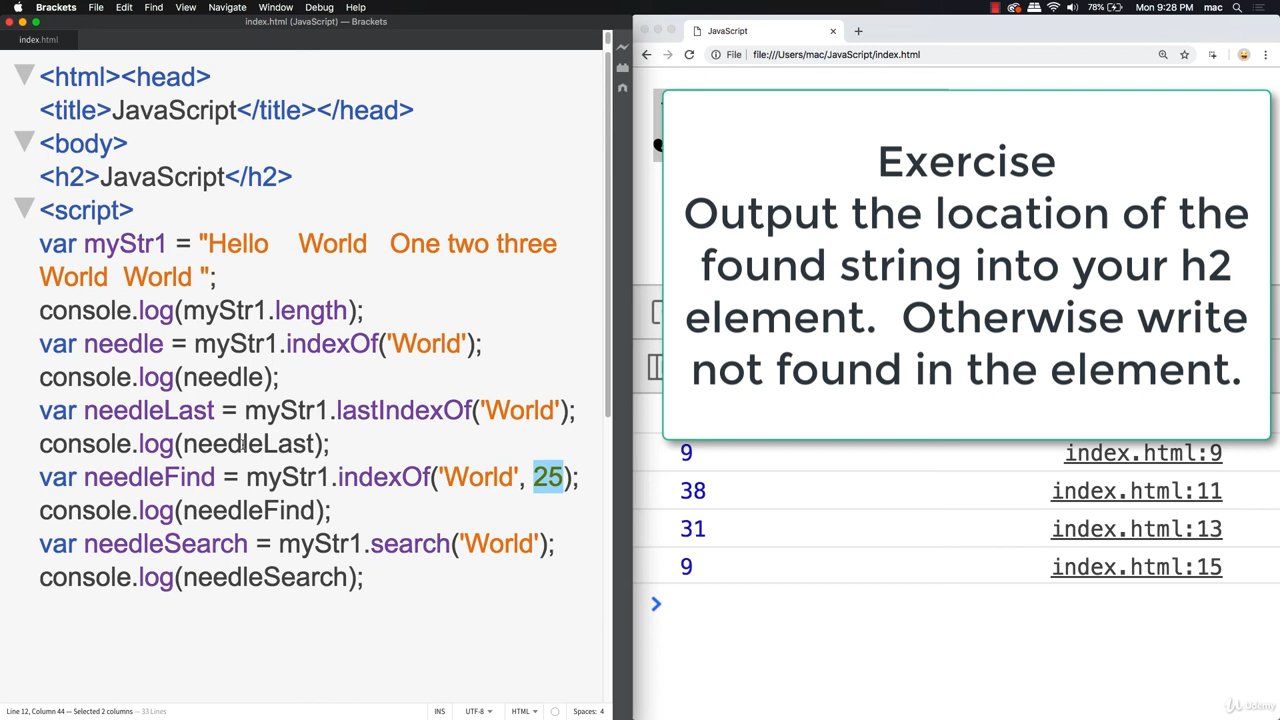 Brackets File Edit Find View Navigate Window Debug Help
78% Mon 9:28 PM mac
index.html (JavaScript) — Brackets
index.html
<html><head>
<title>JavaScript</title></head>
<body>
<h2>JavaScript</h2>
<script>
var myStr1 = "Hello    World   One two three
World  World ";
console.log(myStr1.length);
var needle = myStr1.indexOf('World');
console.log(needle);
var needleLast = myStr1.lastIndexOf('World');
console.log(needleLast);
var needleFind = myStr1.indexOf('World', 25);
console.log(needleFind);
var needleSearch = myStr1.search('World');
console.log(needleSearch);
Line 12, Column 44 — Selected 2 columns — 33 Lines
INS UTF-8 HTML Spaces: 4
JavaScript
File file:///Users/mac/JavaScript/index.html
Exercise
Output the location of the
found string into your h2
element.  Otherwise write
not found in the element.
9 index.html:9
38 index.html:11
31 index.html:13
9 index.html:15
Udemy